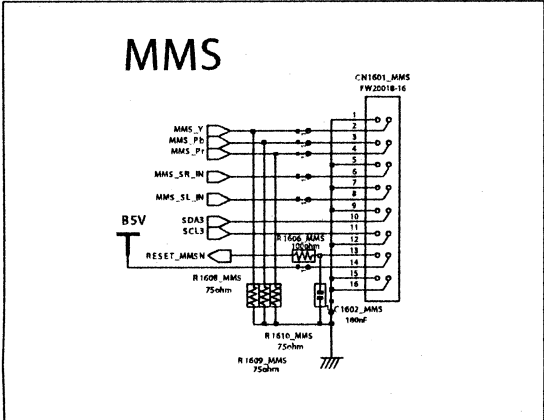 MMS
CN1601_MMS
FW20018-16
1
2
3
4
5
6
7
8
9
10
11
12
13
14
15
16
MMS_Y
MMS_Pb
MMS_Pr
MMS_SR_IN
MMS_SL_IN
SDA3
SCL3
B5V
RESET_MMSN
R1606_MMS
100ohm
R1608_MMS
75ohm
C1602_MMS
100nF
R1610_MMS
75ohm
R1609_MMS
75ohm